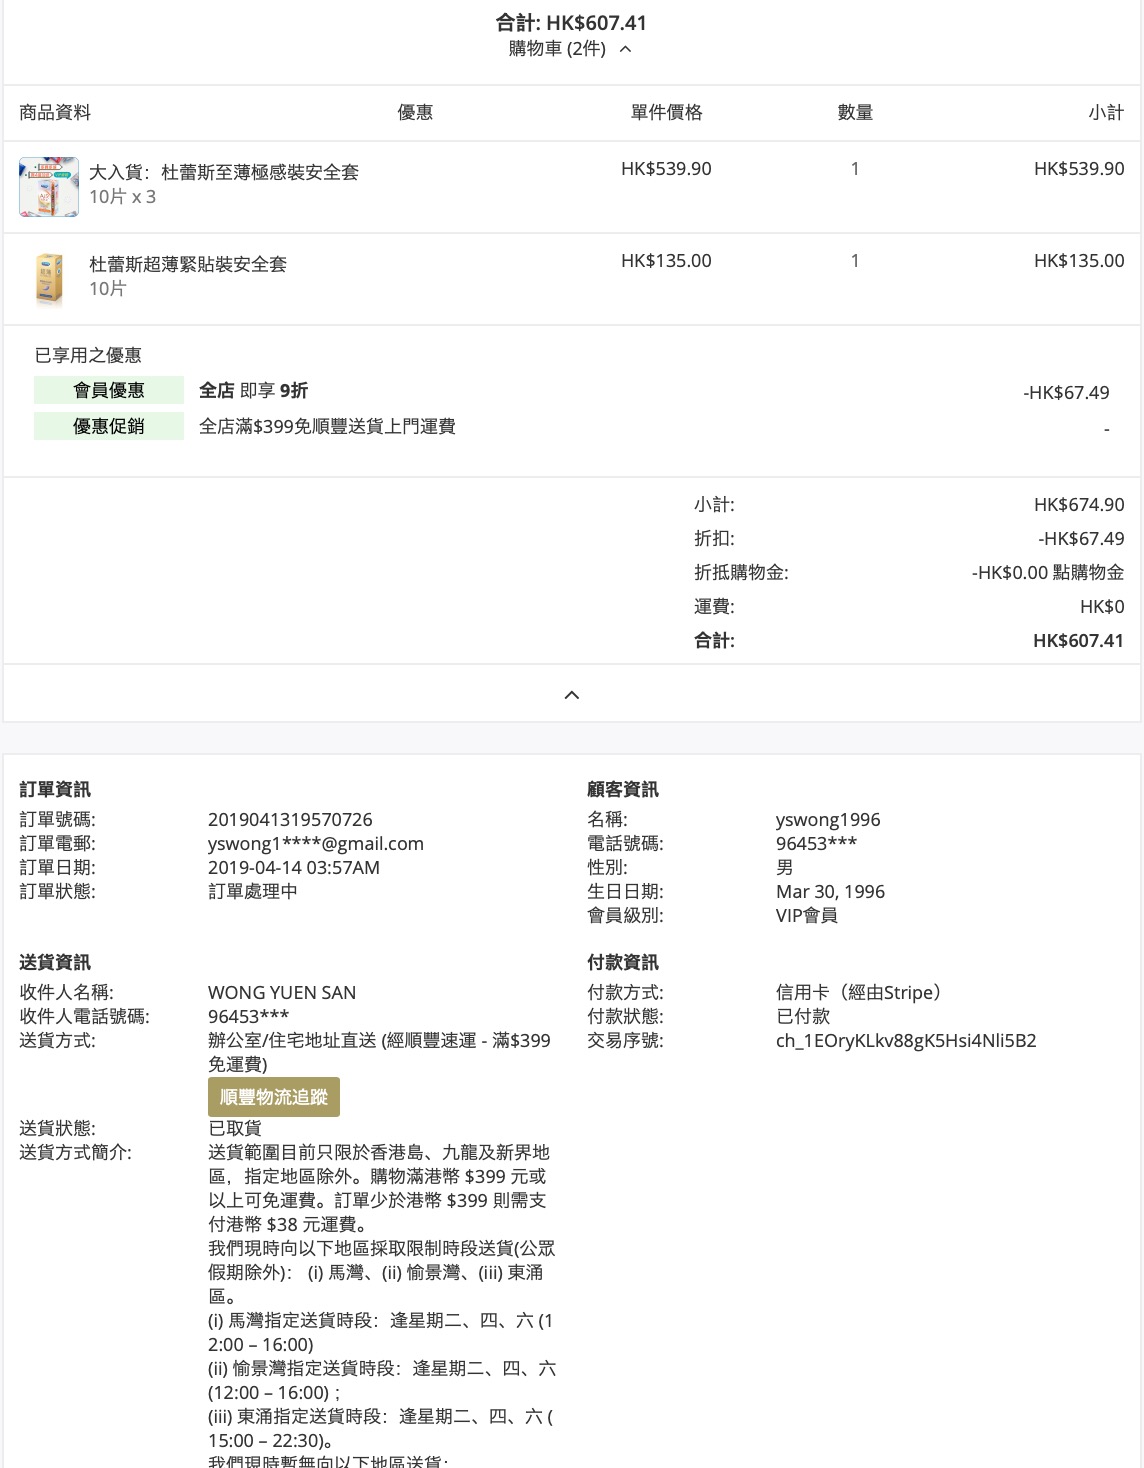 合計: HK$607.41
購物車 (2件)
商品資料 優惠 單件價格 數量 小計
大入貨：杜蕾斯至薄極感裝安全套 HK$539.90 1 HK$539.90
10片 x 3
杜蕾斯超薄緊貼裝安全套 HK$135.00 1 HK$135.00
10片
已享用之優惠
會員優惠 全店 即享 9折 -HK$67.49
優惠促銷 全店滿$399免順豐送貨上門運費 -
小計: HK$674.90
折扣: -HK$67.49
折抵購物金: -HK$0.00 點購物金
運費: HK$0
合計: HK$607.41
訂單資訊
訂單號碼: 2019041319570726
訂單電郵: yswong1****@gmail.com
訂單日期: 2019-04-14 03:57AM
訂單狀態: 訂單處理中
顧客資訊
名稱: yswong1996
電話號碼: 96453***
性別: 男
生日日期: Mar 30, 1996
會員級別: VIP會員
送貨資訊
收件人名稱: WONG YUEN SAN
收件人電話號碼: 96453***
送貨方式: 辦公室/住宅地址直送 (經順豐速運 - 滿$399
免運費)
順豐物流追蹤
送貨狀態: 已取貨
送貨方式簡介: 送貨範圍目前只限於香港島、九龍及新界地
區，指定地區除外。購物滿港幣 $399 元或
以上可免運費。訂單少於港幣 $399 則需支
付港幣 $38 元運費。
我們現時向以下地區採取限制時段送貨(公眾
假期除外)： (i) 馬灣、(ii) 愉景灣、(iii) 東涌
區。
(i) 馬灣指定送貨時段：逢星期二、四、六 (1
2:00 – 16:00)
(ii) 愉景灣指定送貨時段：逢星期二、四、六
(12:00 – 16:00)；
(iii) 東涌指定送貨時段：逢星期二、四、六 (
15:00 – 22:30)。
我們現時暫無向以下地區送貨：
付款資訊
付款方式: 信用卡（經由Stripe）
付款狀態: 已付款
交易序號: ch_1EOryKLkv88gK5Hsi4Nli5B2